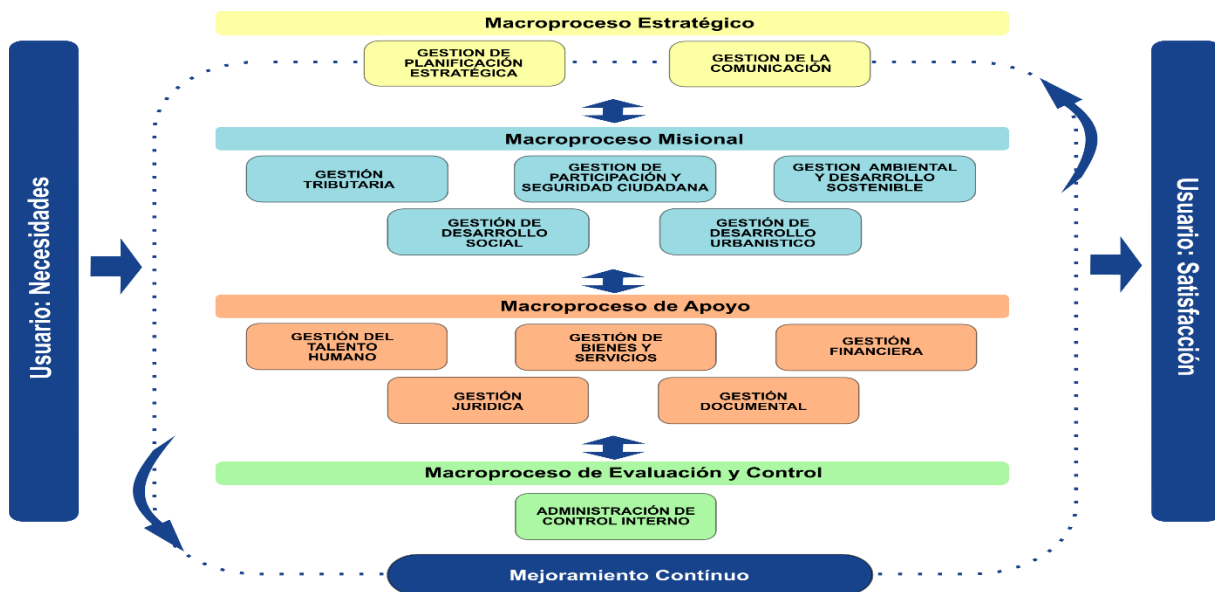 Usuario: Necesidades
Macroproceso Estratégico
GESTION DE
PLANIFICACIÓN
ESTRATÉGICA
GESTION DE LA
COMUNICACIÓN
Macroproceso Misional
GESTIÓN
TRIBUTARIA
GESTION DE
PARTICIPACIÓN Y
SEGURIDAD CIUDADANA
GESTION AMBIENTAL
Y DESARROLLO
SOSTENIBLE
GESTIÓN DE
DESARROLLO
SOCIAL
GESTIÓN DE
DESARROLLO
URBANISTICO
Macroproceso de Apoyo
GESTIÓN DEL
TALENTO
HUMANO
GESTIÓN DE
BIENES Y
SERVICIOS
GESTIÓN
FINANCIERA
GESTIÓN
JURIDICA
GESTIÓN
DOCUMENTAL
Macroproceso de Evaluación y Control
ADMINISTRACIÓN DE
CONTROL INTERNO
Mejoramiento Contínuo
Usuario: Satisfacción